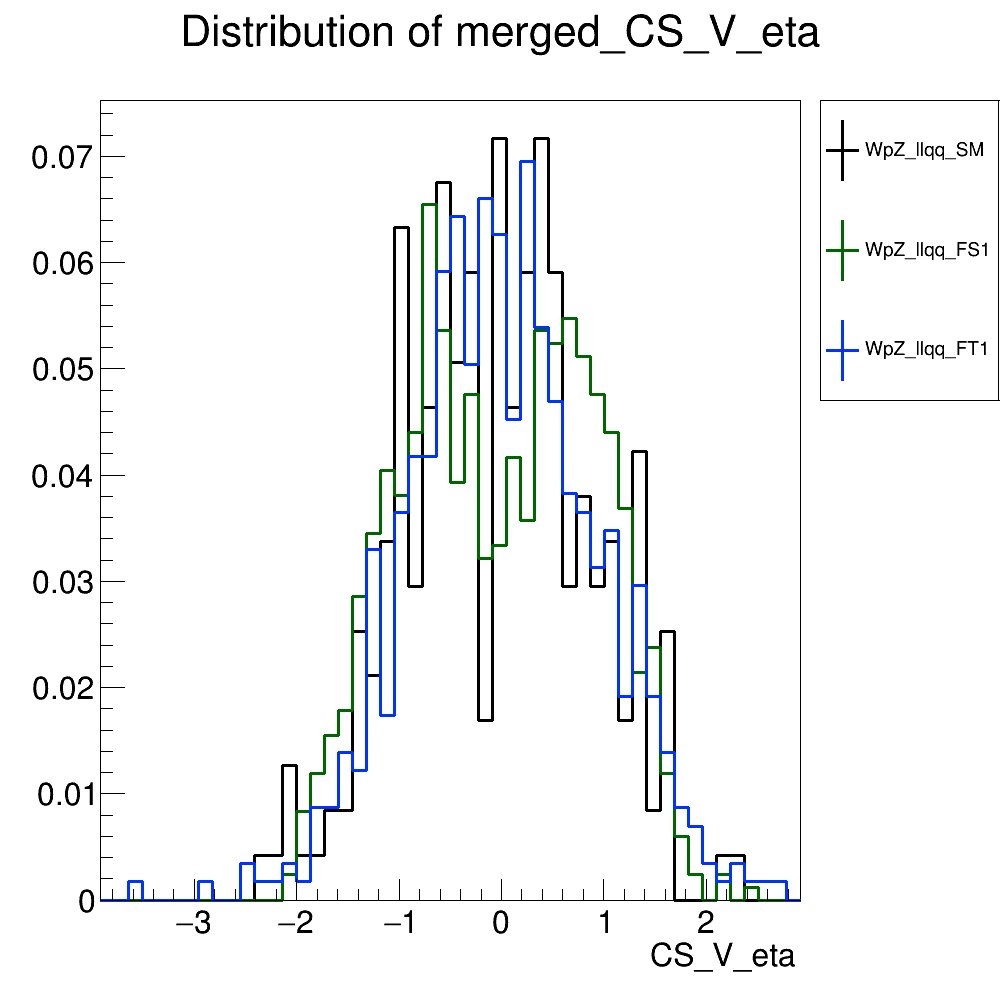 Distribution of merged_CS_V_eta
WpZ_llqq_SM
WpZ_llqq_FS1
WpZ_llqq_FT1
0.07
0.06
0.05
0.04
0.03
0.02
0.01
0
−3 −2 −1 0 1 2
CS_V_eta